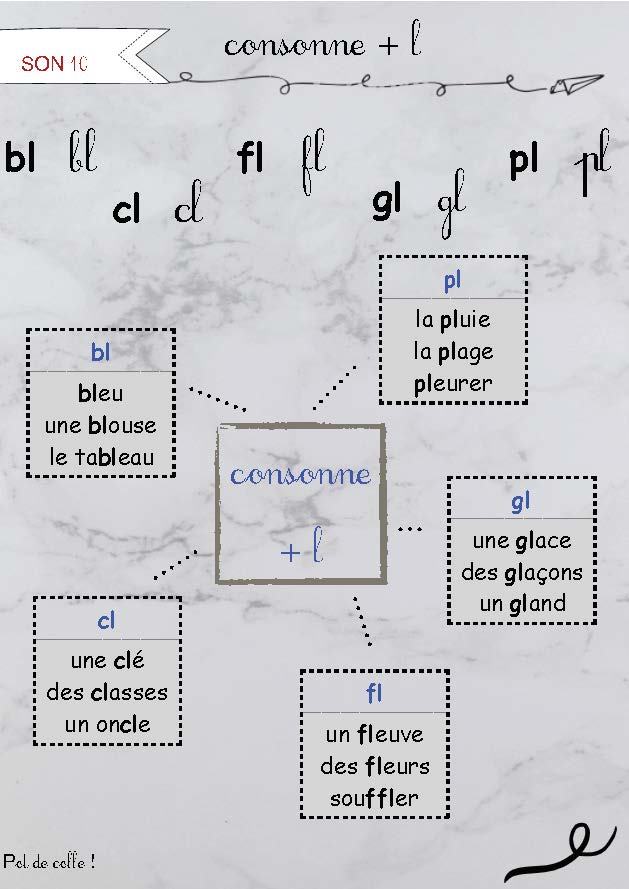 SON 10
consonne + l
bl bl fl fl pl pl
cl cl gl gl
pl
la pluie
la plage
pleurer
bl
bleu
une blouse
le tableau
consonne
+ l
gl
une glace
des glaçons
un gland
cl
une clé
des classes
un oncle
fl
un fleuve
des fleurs
souffler
Pot de colle !